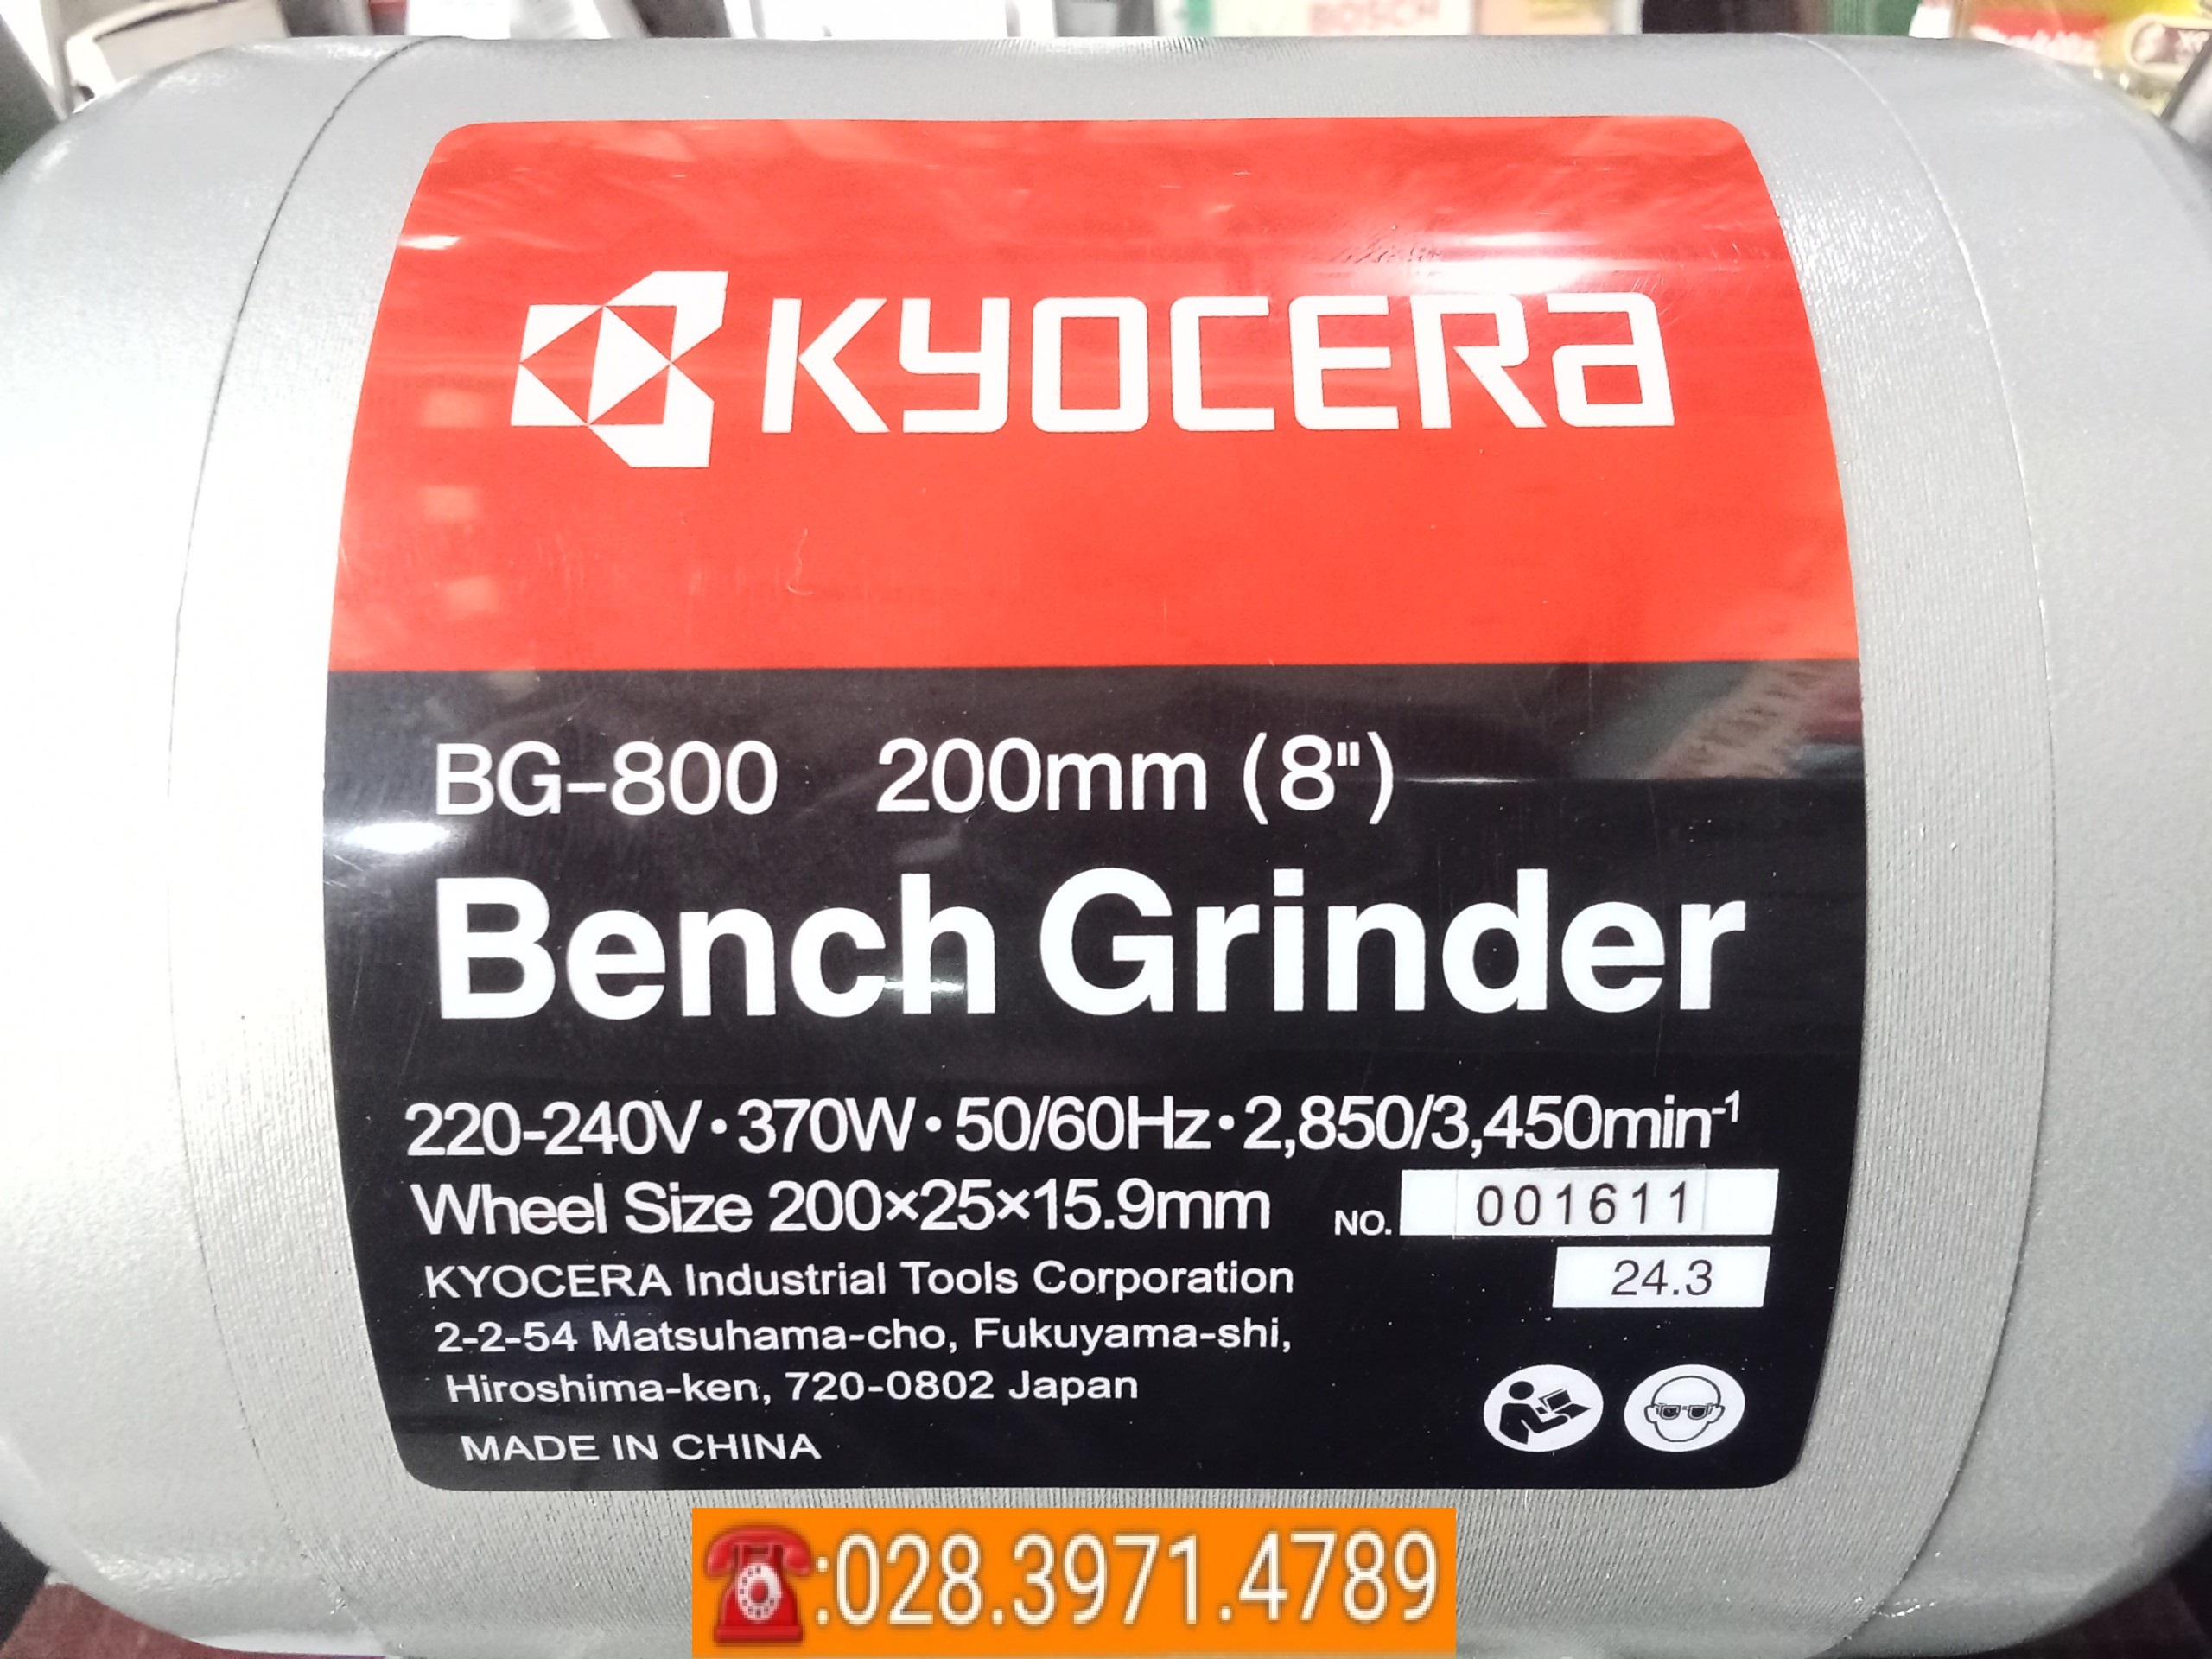 BOSCH
KYOCERA
BG-800 200mm (8")
Bench Grinder
220-240V・370W・50/60Hz・2,850/3,450min⁻¹
Wheel Size 200×25×15.9mm NO. 001611
KYOCERA Industrial Tools Corporation 24.3
2-2-54 Matsuhama-cho, Fukuyama-shi,
Hiroshima-ken, 720-0802 Japan
MADE IN CHINA
☎:028.3971.4789